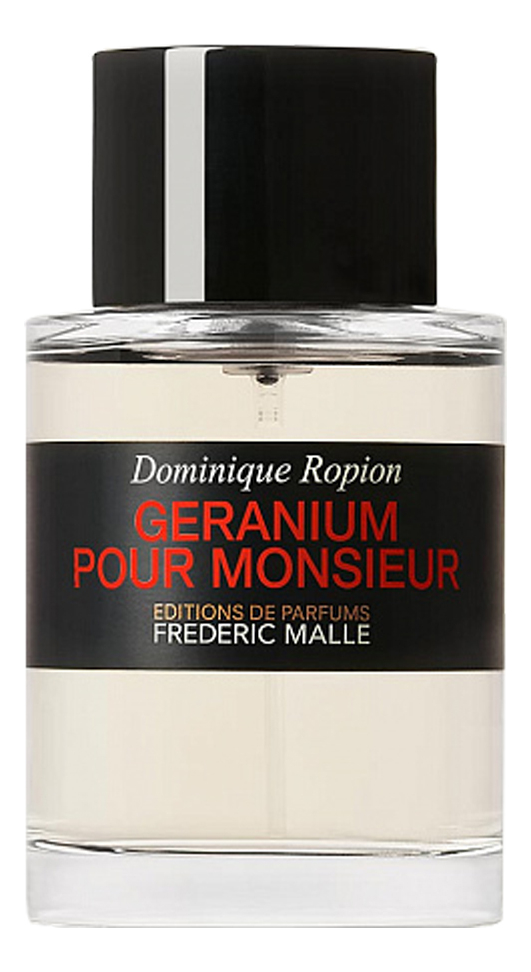 Dominique Ropion
GERANIUM
POUR MONSIEUR
EDITIONS DE PARFUMS
FREDERIC MALLE